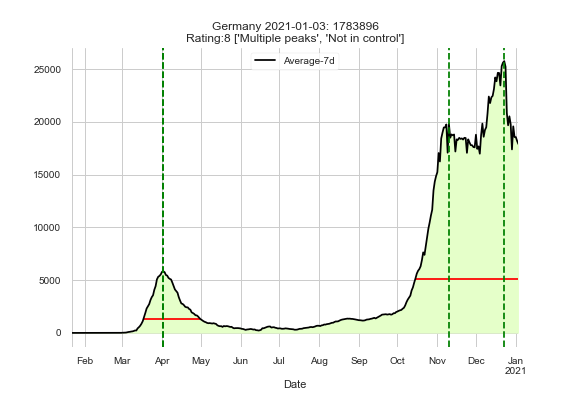 Germany 2021-01-03: 1783896
Rating:8 ['Multiple peaks', 'Not in control']
Average-7d
25000
20000
15000
10000
5000
0
Feb Mar Apr May Jun Jul Aug Sep Oct Nov Dec Jan
2021
Date